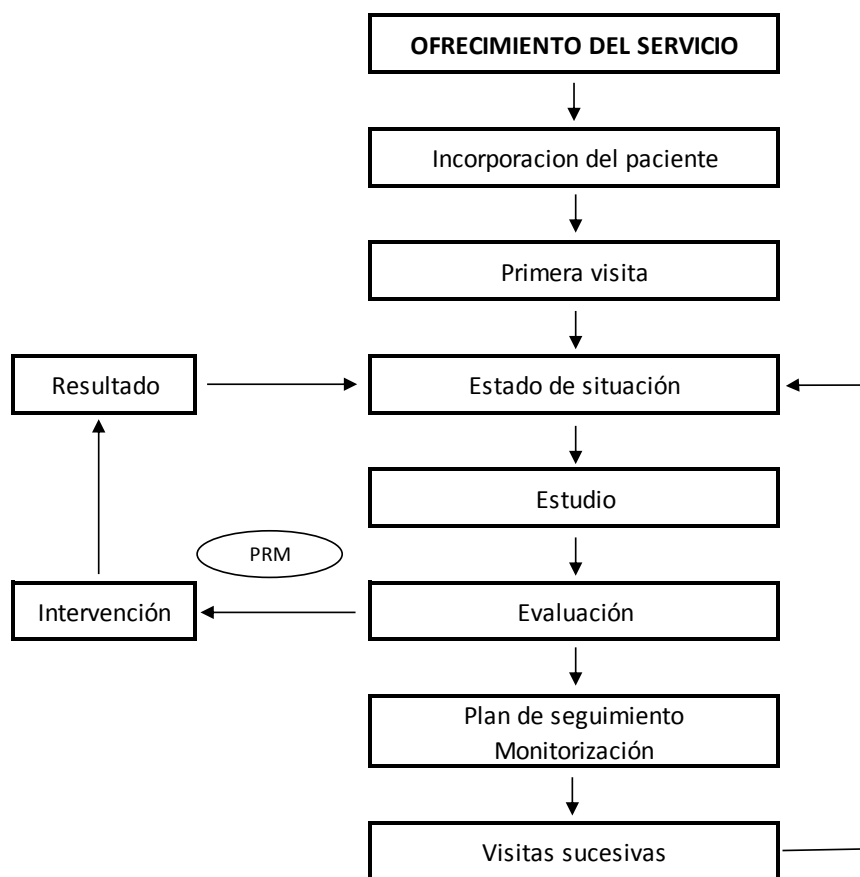 OFRECIMIENTO DEL SERVICIO
Incorporacion del paciente
Primera visita
Resultado
Estado de situación
Estudio
PRM
Intervención
Evaluación
Plan de seguimiento
Monitorización
Visitas sucesivas